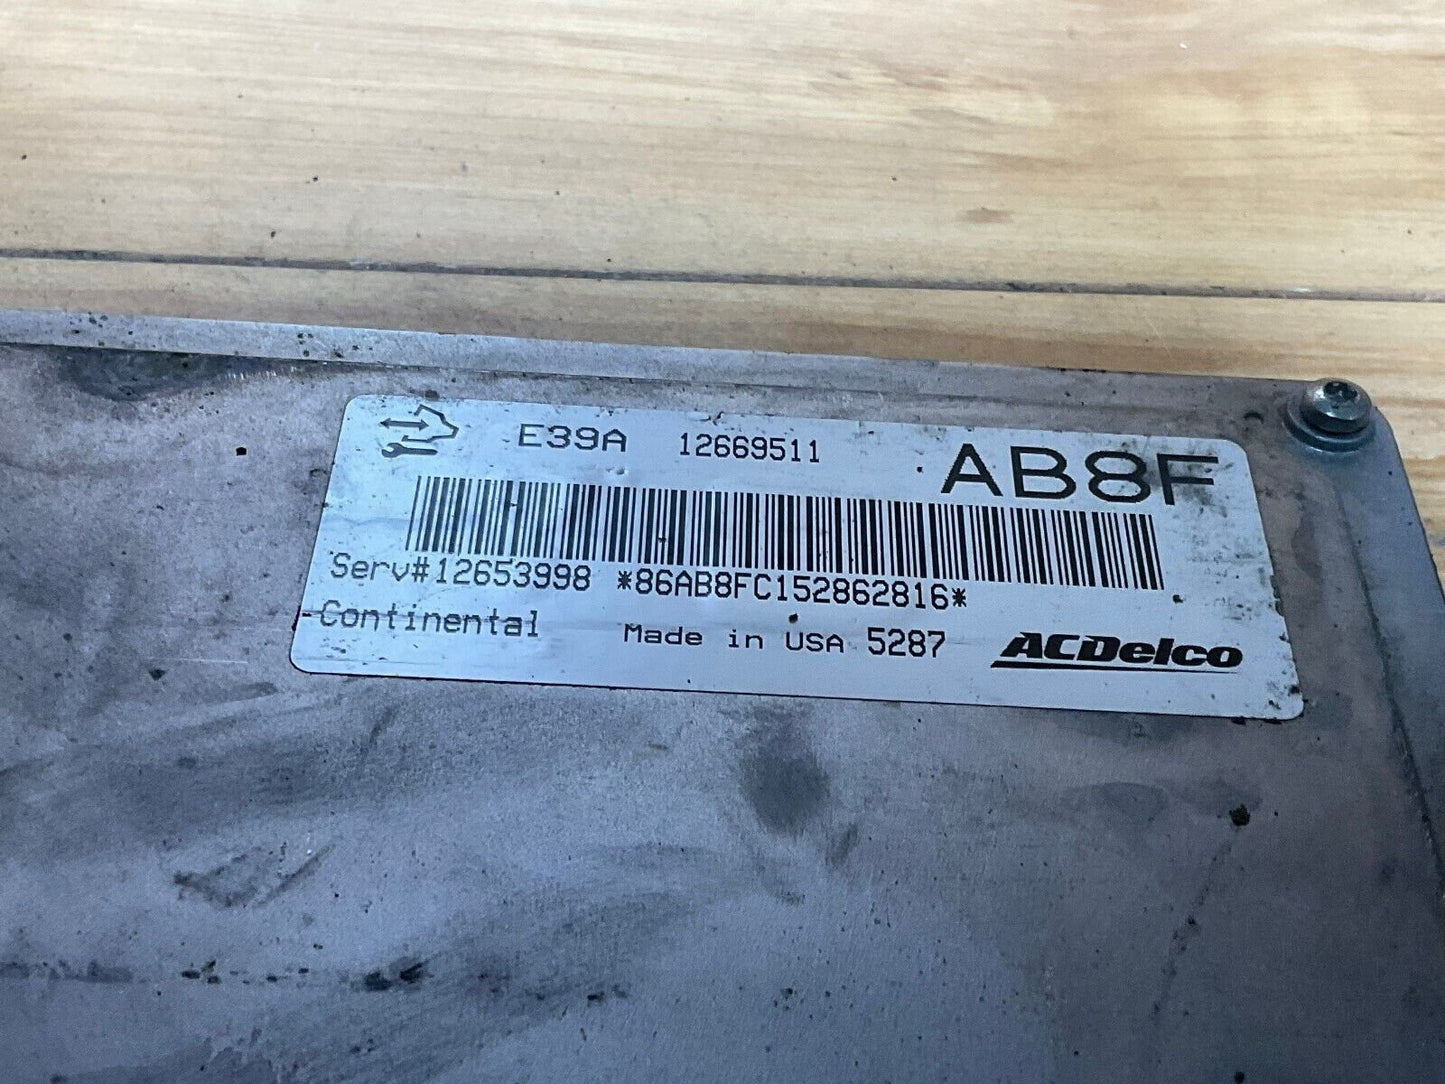 E39A 12669511 AB8F
Serv#12653998 *86AB8FC152862816*
Continental Made in USA 5287 ACDelco